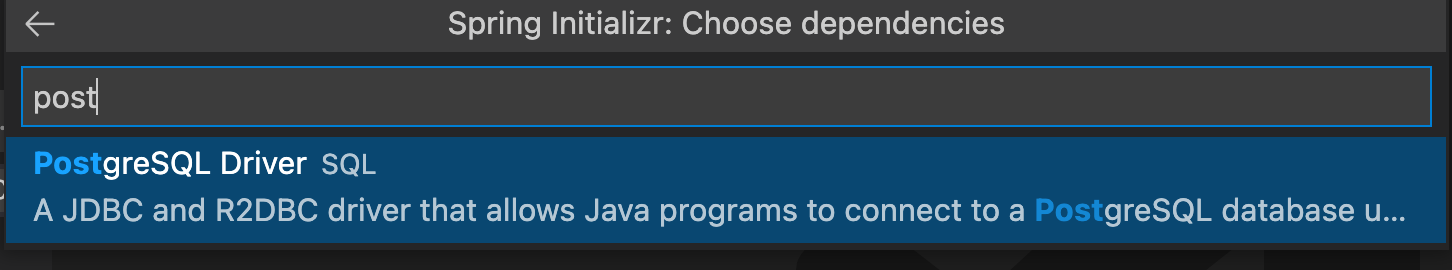 Spring Initializr: Choose dependencies
post
PostgreSQL Driver SQL
A JDBC and R2DBC driver that allows Java programs to connect to a PostgreSQL database u...